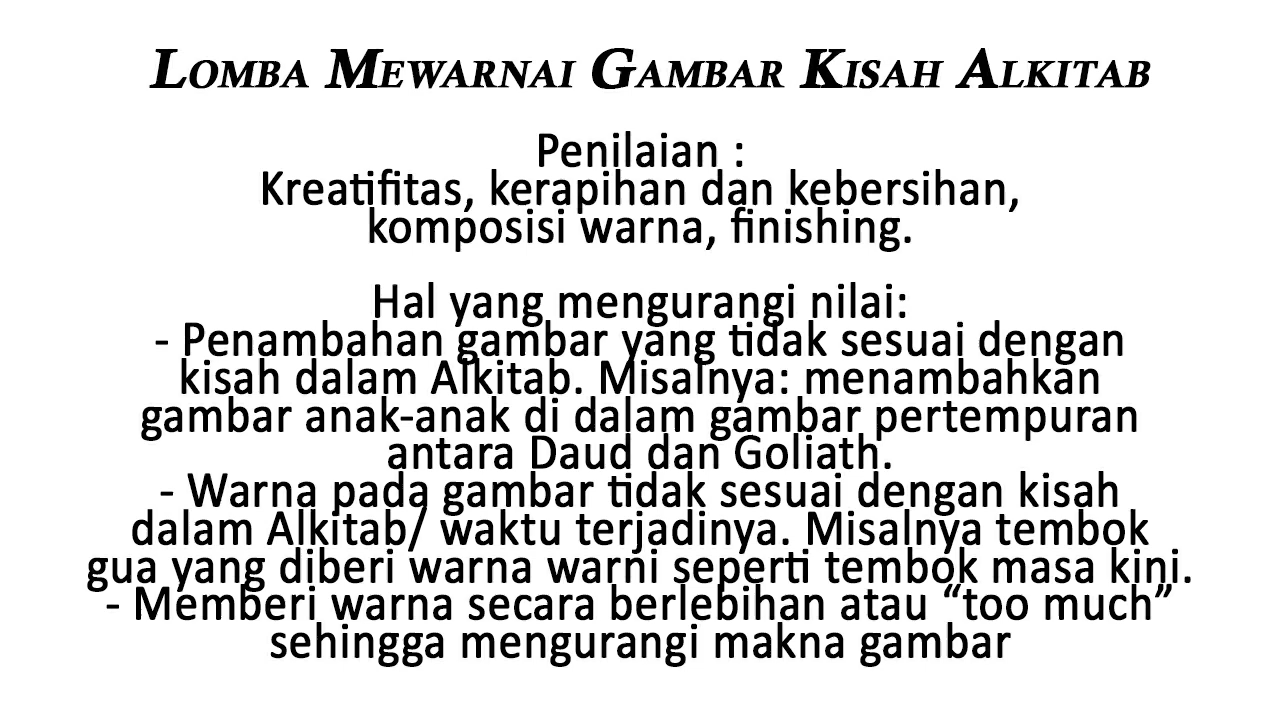 Lomba Mewarnai Gambar Kisah Alkitab
Penilaian :
Kreatifitas, kerapihan dan kebersihan,
komposisi warna, finishing.
Hal yang mengurangi nilai:
- Penambahan gambar yang tidak sesuai dengan
kisah dalam Alkitab. Misalnya: menambahkan
gambar anak-anak di dalam gambar pertempuran
antara Daud dan Goliath.
- Warna pada gambar tidak sesuai dengan kisah
dalam Alkitab/ waktu terjadinya. Misalnya tembok
gua yang diberi warna warni seperti tembok masa kini.
- Memberi warna secara berlebihan atau “too much”
sehingga mengurangi makna gambar